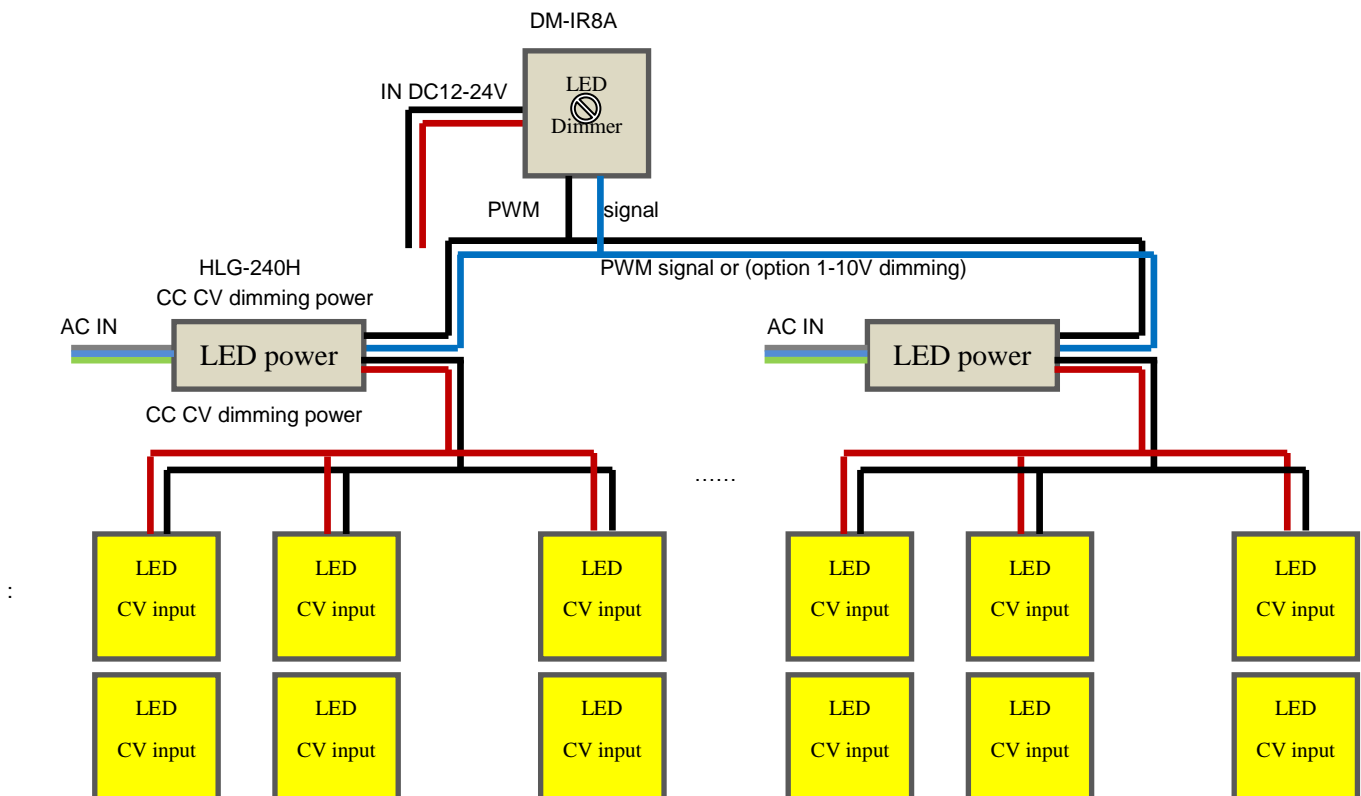 DM-IR8A
IN DC12-24V
LED
Dimmer
PWM signal
HLG-240H
PWM signal or (option 1-10V dimming)
CC CV dimming power
AC IN
AC IN
LED power
LED power
CC CV dimming power
……
LED LED LED LED LED LED
:
CV input CV input CV input CV input CV input CV input
LED LED LED LED LED LED
CV input CV input CV input CV input CV input CV input